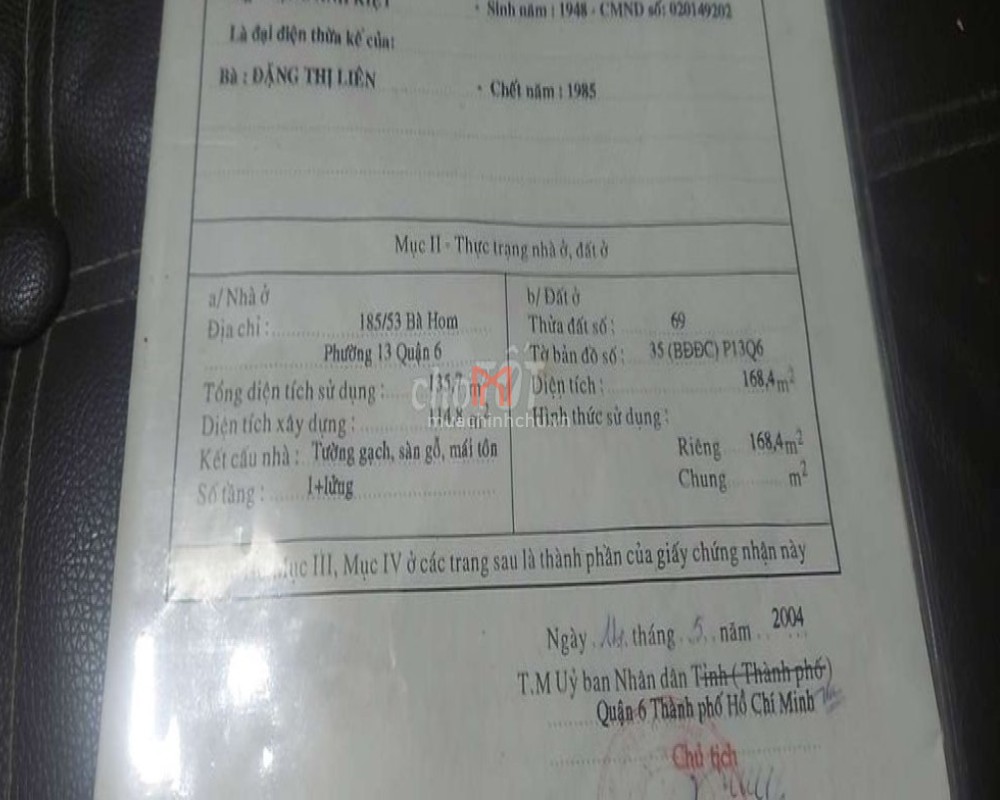 Sinh năm : 1948 - CMND số: 020149202
Là đại diện thừa kế của:
Bà : ĐẶNG THỊ LIÊN
Chết năm : 1985
Mục II - Thực trạng nhà ở, đất ở
a/ Nhà ở
Địa chỉ : 185/53 Bà Hom
Phường 13 Quận 6
Tổng diện tích sử dụng : 135,7 m2
Diện tích xây dựng : 114,8 m2
Kết cấu nhà : Tường gạch, sàn gỗ, mái tôn
Số tầng : 1+lửng
b/ Đất ở
Thửa đất số : 69
Tờ bản đồ số : 35 (BĐĐC) P13Q6
Diện tích : 168,4m2
Hình thức sử dụng :
Riêng 168,4m2
Chung m2
chợ TỐT
Mục III, Mục IV ở các trang sau là thành phần của giấy chứng nhận này
Ngày tháng 5 năm 2004
T.M Uỷ ban Nhân dân Tỉnh ( Thành phố )
Quận 6 Thành phố Hồ Chí Minh
Chủ tịch